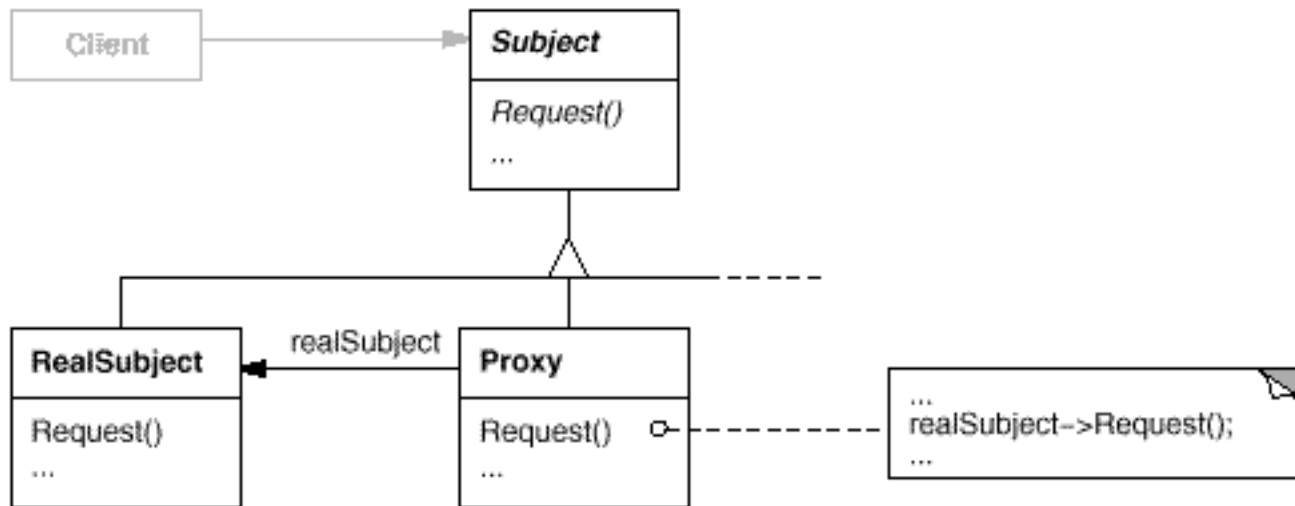 Client
Subject
Request()
...
realSubject
RealSubject
Request()
...
Proxy
Request()
...
...
realSubject->Request();
...